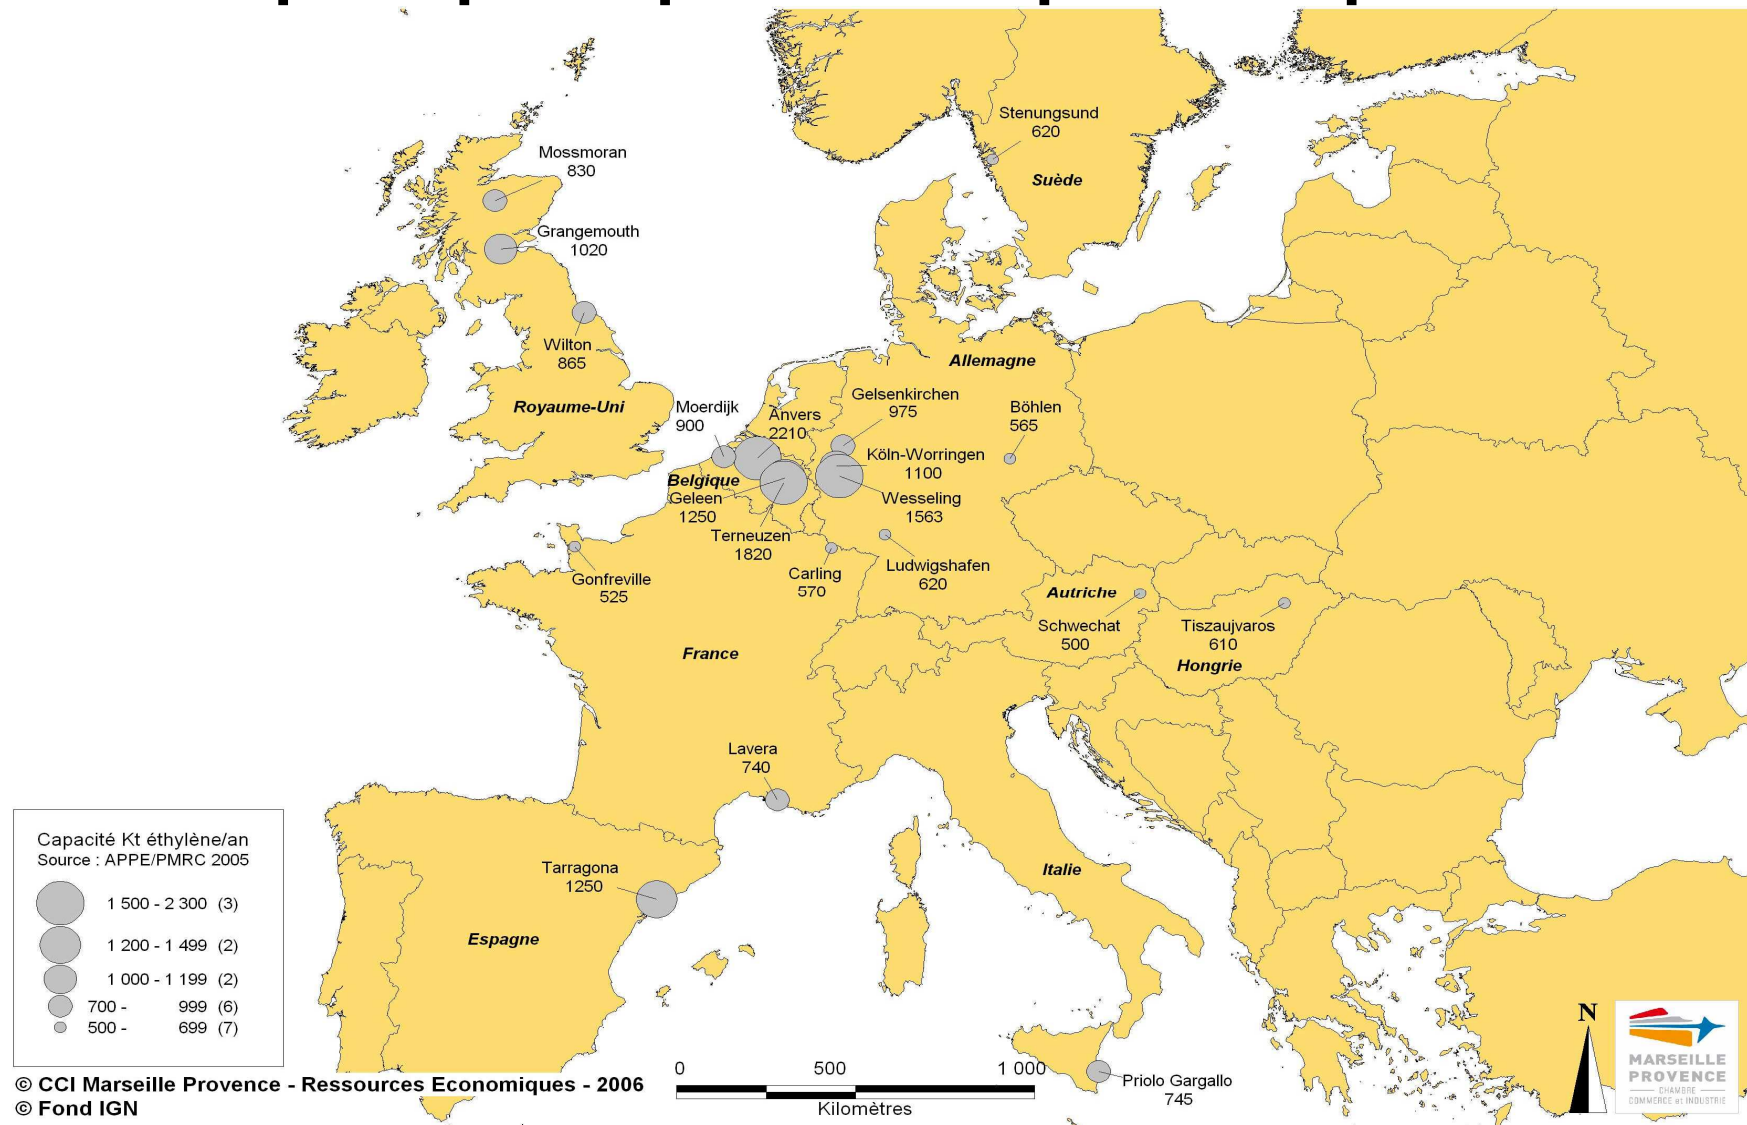 Stenungsund
620
Suède
Mossmoran
830
Grangemouth
1020
Wilton
865
Royaume-Uni
Allemagne
Moerdijk
900
Anvers
2210
Gelsenkirchen
975
Böhlen
565
Köln-Worringen
1100
Belgique
Geleen
1250
Wesseling
1563
Terneuzen
1820
Carling
570
Ludwigshafen
620
Gonfreville
525
Autriche
Schwechat
500
Tiszaujvaros
610
Hongrie
France
Lavera
740
Tarragona
1250
Espagne
Italie
Priolo Gargallo
745
Capacité Kt éthylène/an
Source : APPE/PMRC 2005
1 500 - 2 300 (3)
1 200 - 1 499 (2)
1 000 - 1 199 (2)
700 - 999 (6)
500 - 699 (7)
© CCI Marseille Provence - Ressources Economiques - 2006
© Fond IGN
0 500 1 000
Kilomètres
N
MARSEILLE
PROVENCE
CHAMBRE
COMMERCE et INDUSTRIE